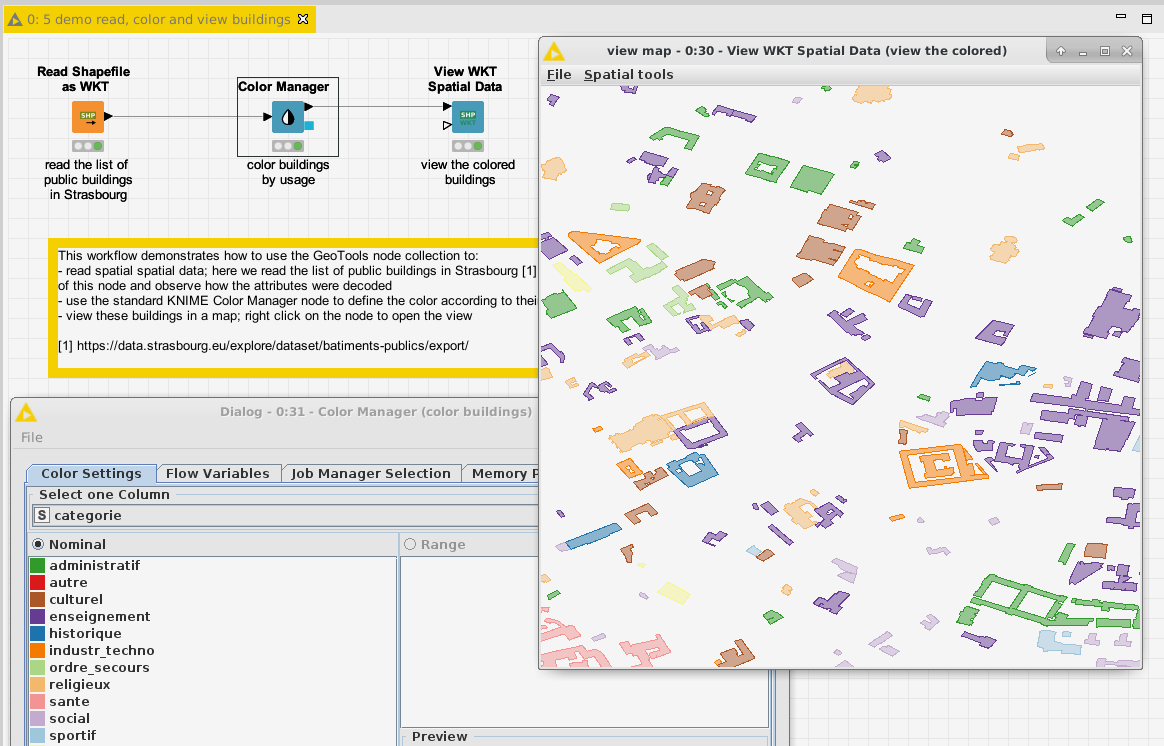 0: 5 demo read, color and view buildings
Read Shapefile
as WKT
SHP
read the list of
public buildings
in Strasbourg
Color Manager
color buildings
by usage
View WKT
Spatial Data
SHP
WKT
view the colored
buildings
This workflow demonstrates how to use the GeoTools node collection to:
- read spatial spatial data; here we read the list of public buildings in Strasbourg [1]
of this node and observe how the attributes were decoded
- use the standard KNIME Color Manager node to define the color according to thei
- view these buildings in a map; right click on the node to open the view
[1] https://data.strasbourg.eu/explore/dataset/batiments-publics/export/
view map - 0:30 - View WKT Spatial Data (view the colored)
File Spatial tools
Dialog - 0:31 - Color Manager (color buildings)
File
Color Settings Flow Variables Job Manager Selection Memory P
Select one Column
S categorie
Nominal
Range
administratif
autre
culturel
enseignement
historique
industr_techno
ordre_secours
religieux
sante
social
sportif
Preview